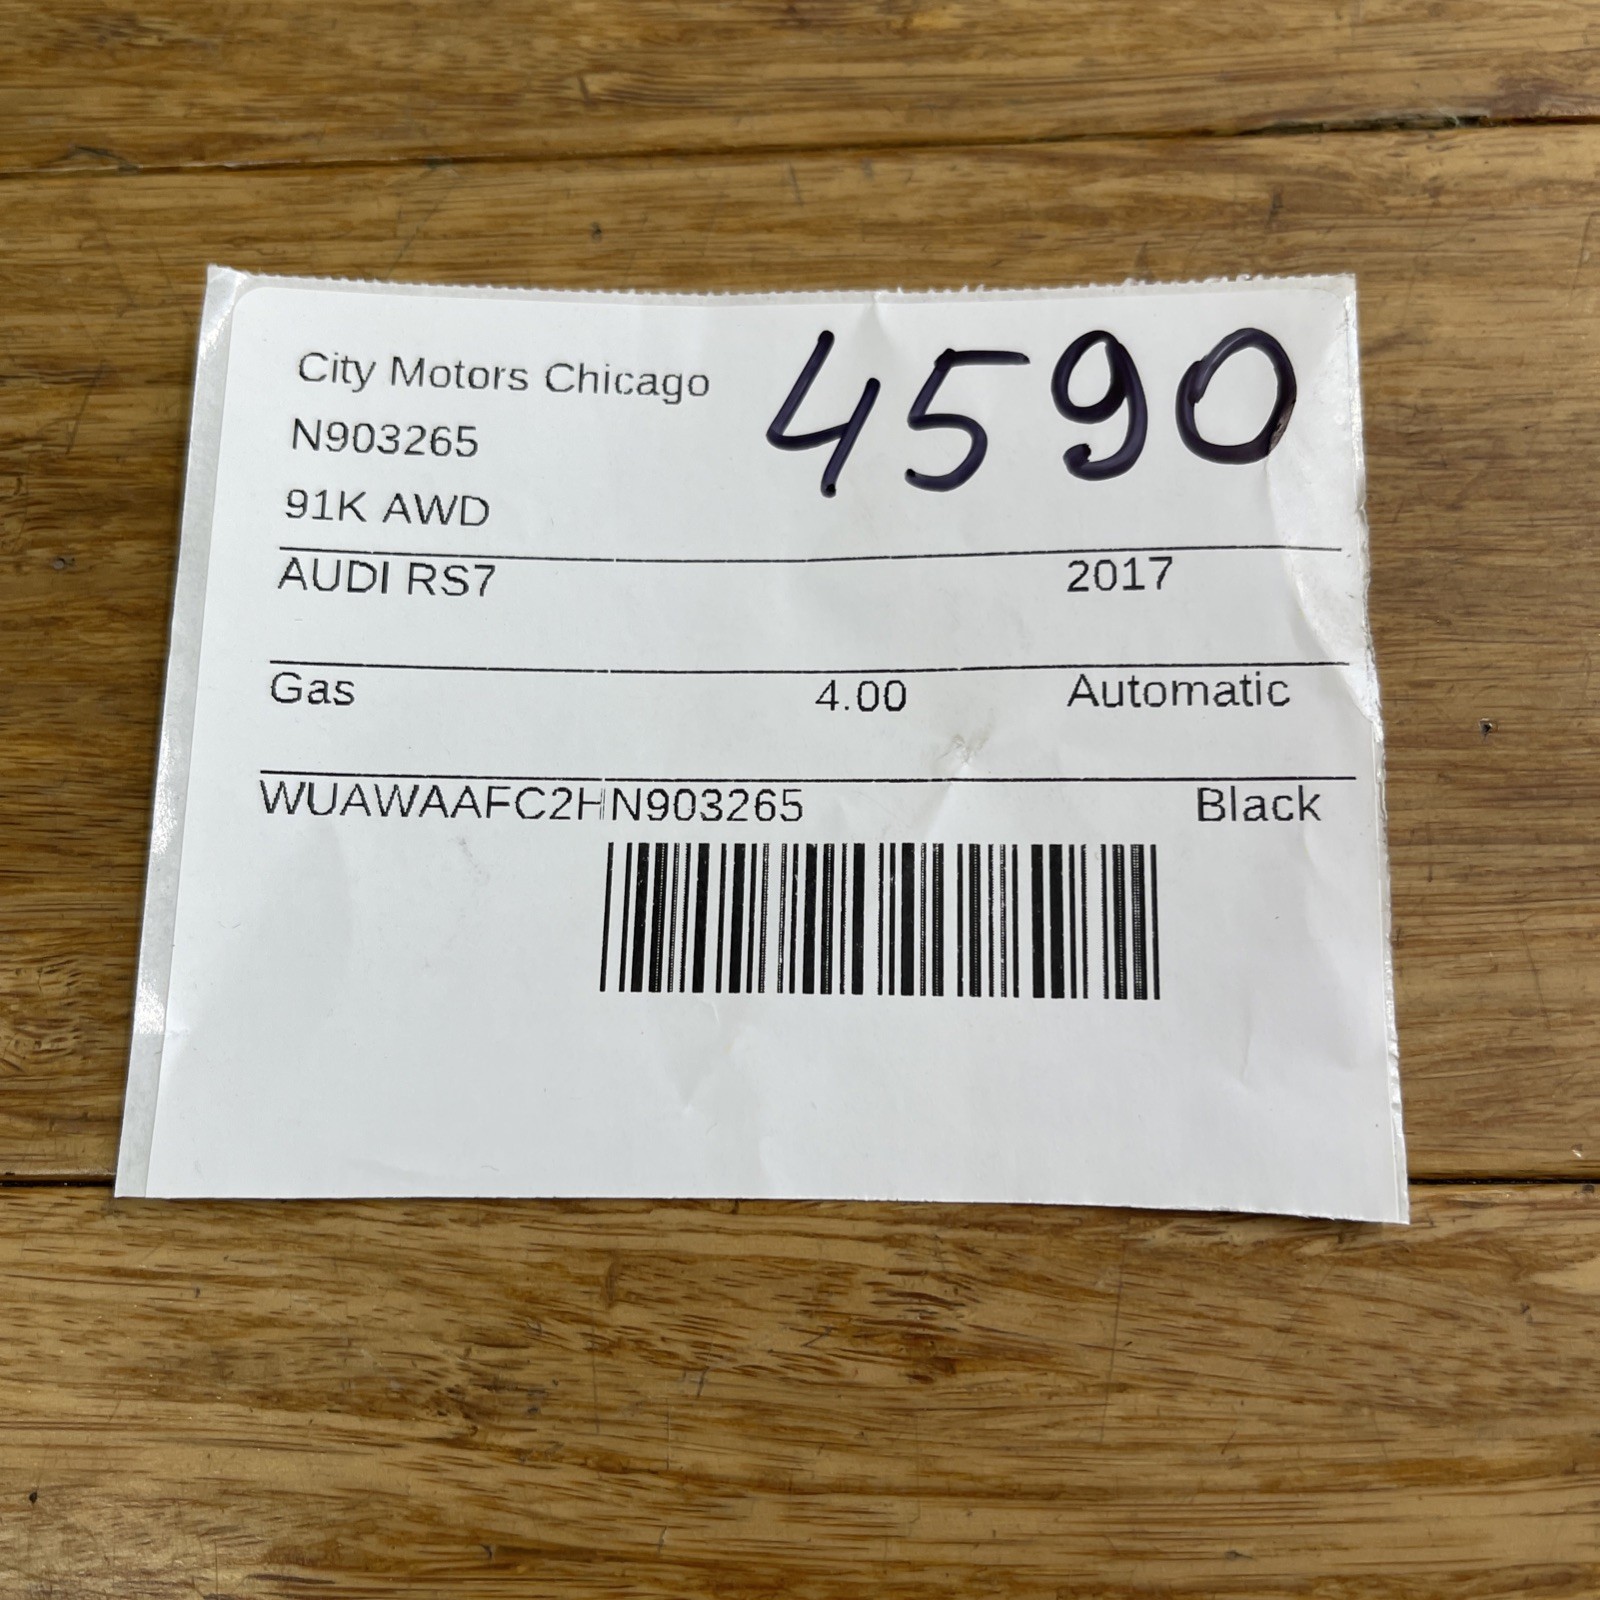 City Motors Chicago 4590
N903265
91K AWD
AUDI RS7 2017
Gas 4.00 Automatic
WUAWAAFC2HN903265 Black